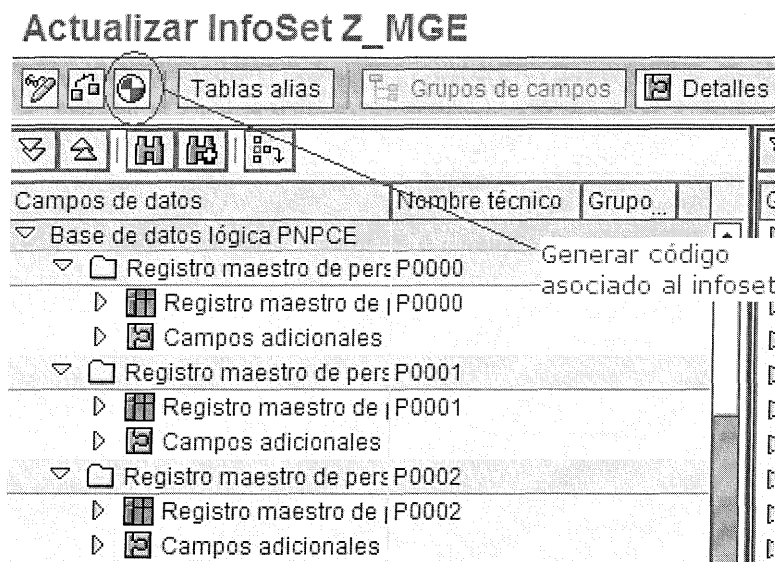 Actualizar InfoSet Z_MGE
Tablas alias Grupos de campos Detalles
Campos de datos Nombre técnico Grupo...
Base de datos lógica PNPCE
Generar código
asociado al infoset
Registro maestro de pers P0000
Registro maestro de P0000
Campos adicionales
Registro maestro de pers P0001
Registro maestro de P0001
Campos adicionales
Registro maestro de pers P0002
Registro maestro de P0002
Campos adicionales